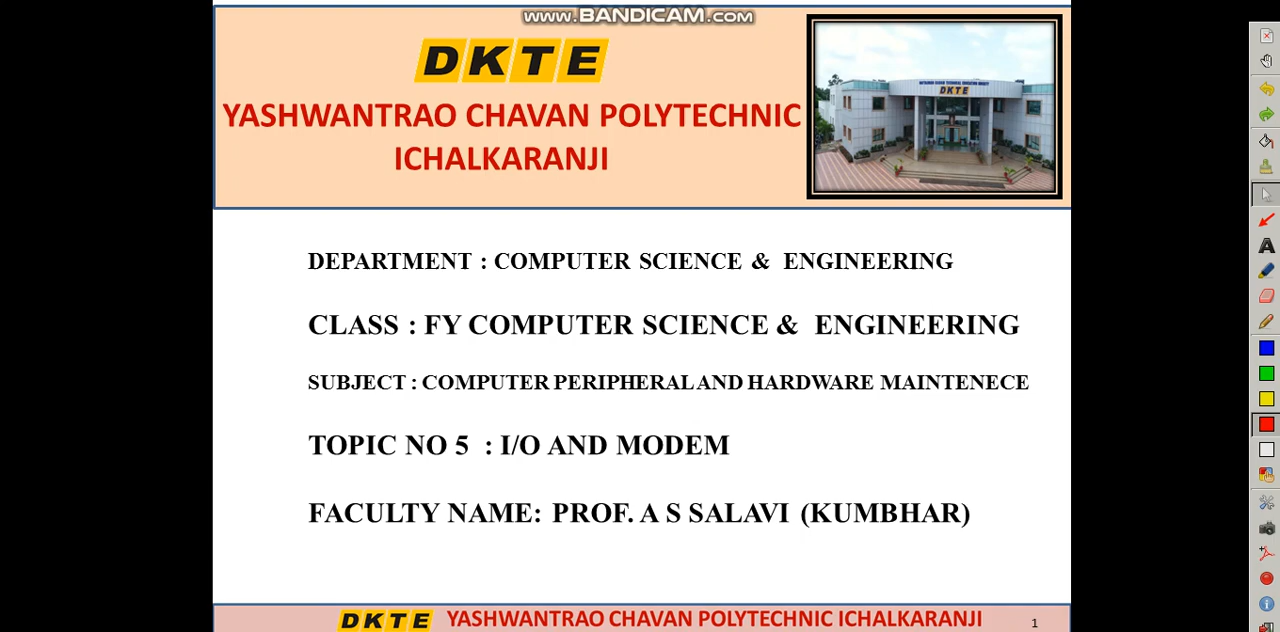 WWW.BANDICAM.COM
DKTE
YASHWANTRAO CHAVAN POLYTECHNIC
ICHALKARANJI
DKTE
DEPARTMENT : COMPUTER SCIENCE & ENGINEERING
CLASS : FY COMPUTER SCIENCE & ENGINEERING
SUBJECT : COMPUTER PERIPHERAL AND HARDWARE MAINTENECE
TOPIC NO 5 : I/O AND MODEM
FACULTY NAME: PROF. A S SALAVI (KUMBHAR)
DKTE YASHWANTRAO CHAVAN POLYTECHNIC ICHALKARANJI 1